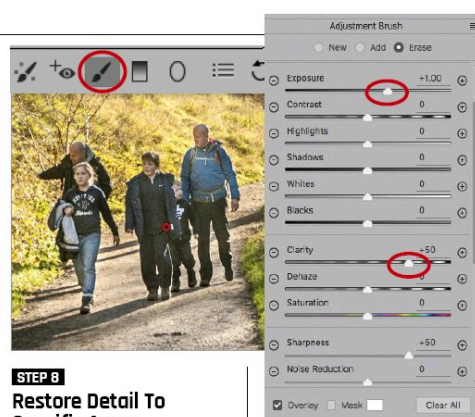 Adjustment Brush
New Add Erase
Exposure +1.00
Contrast 0
Highlights 0
Shadows 0
Whites 0
Blacks 0
Clarity +50
Dehaze 0
Saturation 0
Sharpness +50
Noise Reduction 0
Overlay Mask Clear All
STEP 8
Restore Detail To